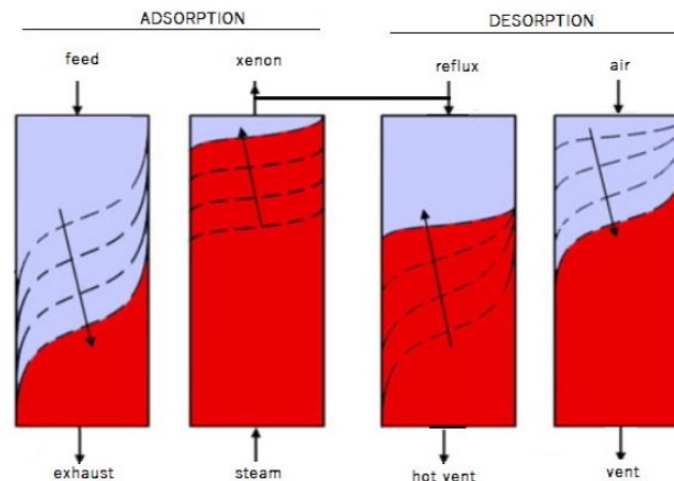 ADSORPTION
DESORPTION
feed
xenon
reflux
air
exhaust
steam
hot vent
vent